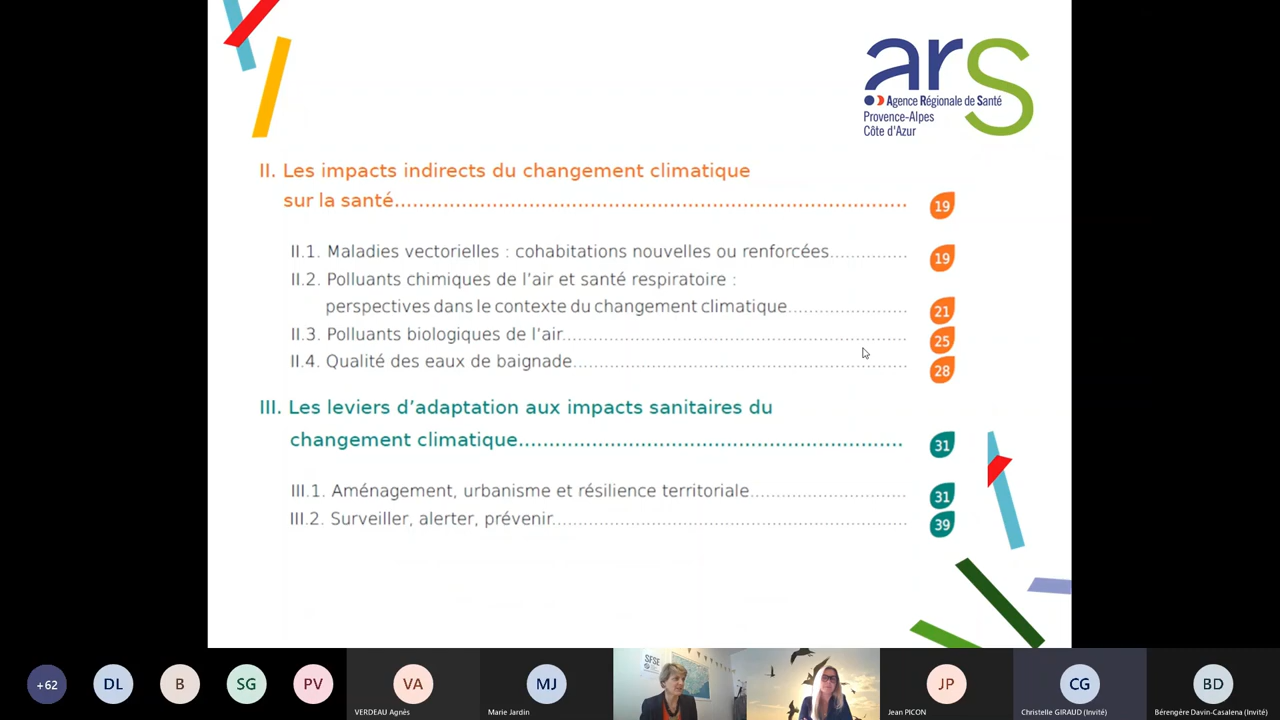 ars
Agence Régionale de Santé
Provence-Alpes
Côte d'Azur
II. Les impacts indirects du changement climatique
sur la santé.................................................................................... 19
II.1. Maladies vectorielles : cohabitations nouvelles ou renforcées.............. 19
II.2. Polluants chimiques de l'air et santé respiratoire :
perspectives dans le contexte du changement climatique...................... 21
II.3. Polluants biologiques de l'air................................................................ 25
II.4. Qualité des eaux de baignade............................................................... 28
III. Les leviers d'adaptation aux impacts sanitaires du
changement climatique............................................................... 31
III.1. Aménagement, urbanisme et résilience territoriale............................. 31
III.2. Surveiller, alerter, prévenir.................................................................. 39
+62
DL
B
SG
PV
VA
VERDEAU Agnès
MJ
Marie Jardin
SFSE
JP
Jean PICON
CG
Christelle GIRAUD (Invité)
BD
Bérengère Davin-Casalena (Invité)